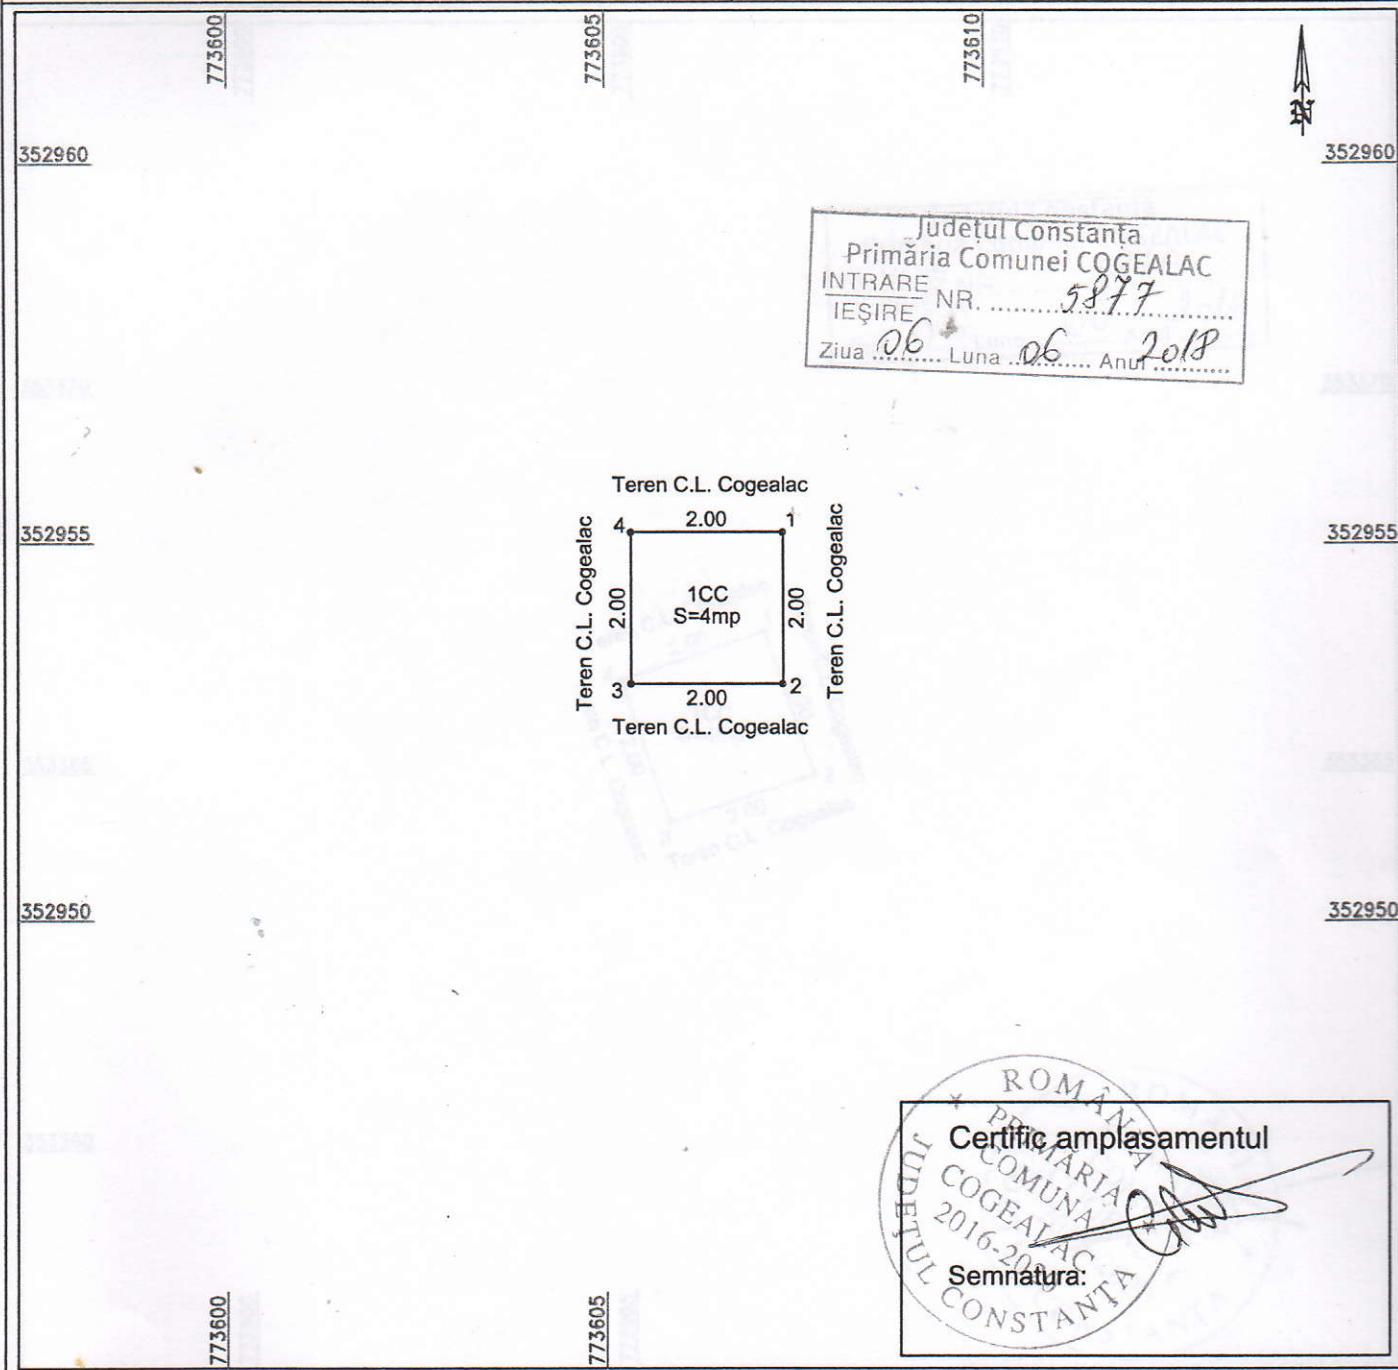 773600
773605
773610
N
352960
352960
Județul Constanța
Primăria Comunei COGEALAC
INTRARE
IEȘIRE
NR. 5877
Ziua 06 Luna 06 Anul 2018
Teren C.L. Cogealac
4
2.00
1
352955
352955
Teren C.L. Cogealac
2.00
1CC
S=4mp
2.00
Teren C.L. Cogealac
3
2.00
2
Teren C.L. Cogealac
352950
352950
ROMÂNIA
JUDEȚUL CONSTANȚA
PRIMĂRIA
COMUNA
COGEALAC
Certific amplasamentul
Semnatura:
773600
773605